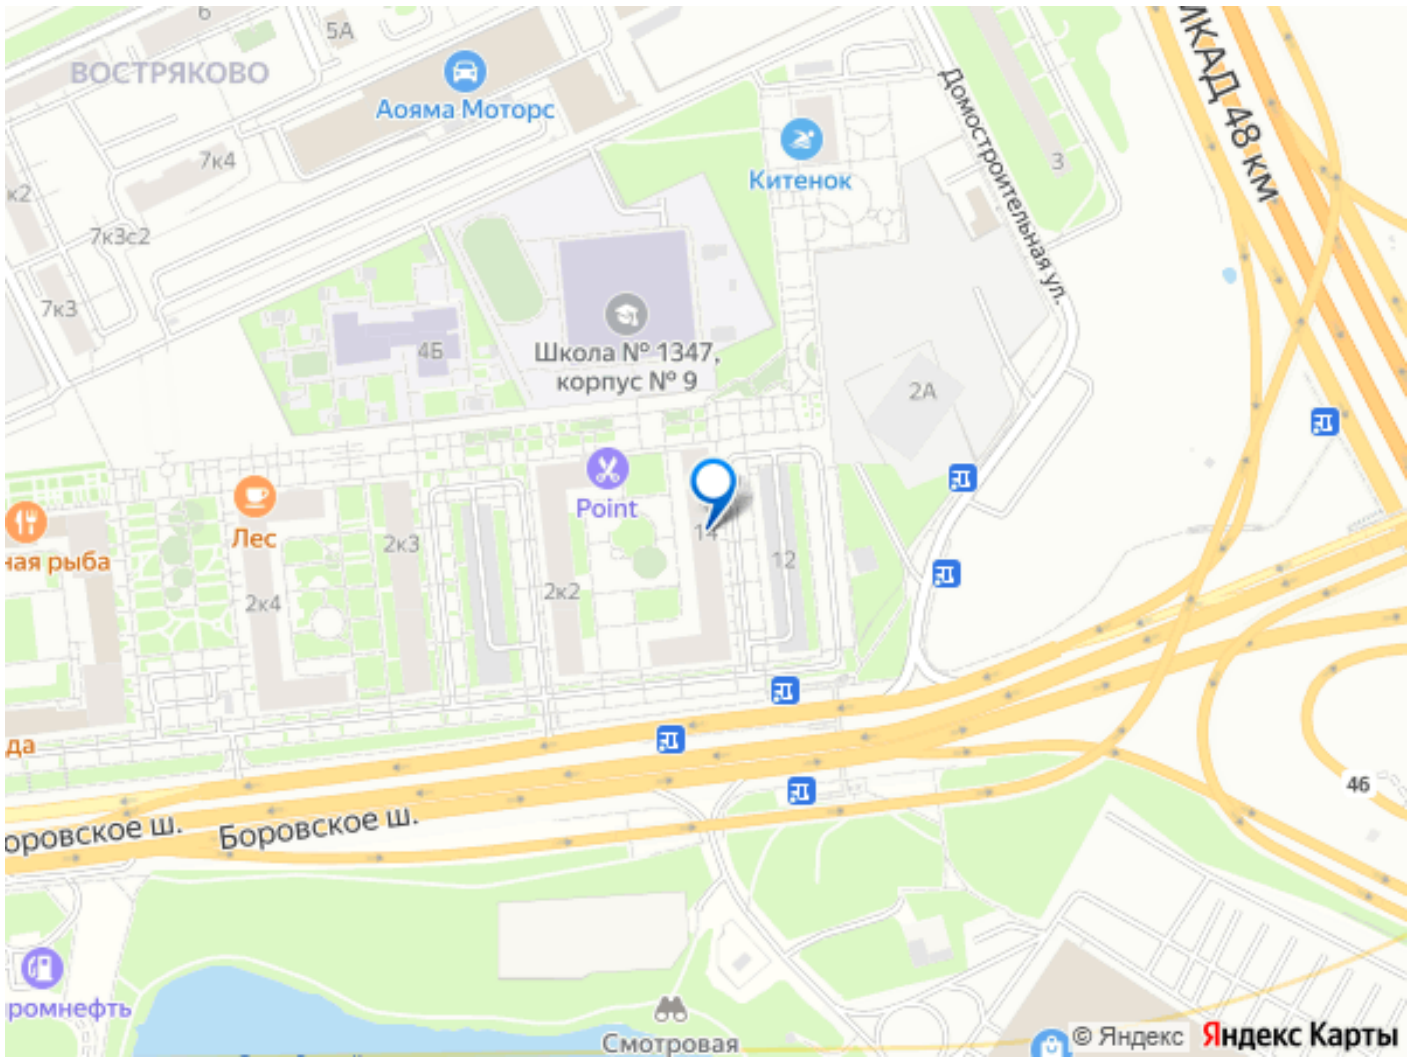 6
5А
ВОСТРЯКОВО
Аояма Моторс
МКАД 48 км
Домостроительная ул.
7к4
3
Китенок
к2
7к3с2
7к3
4Б
Школа № 1347,
корпус № 9
2А
Point
Лес
ная рыба
2к3
14
12
2к4
2к2
да
46
Боровское ш.
оровское ш.
ромнефть
Смотровая
© Яндекс
Яндекс Карты